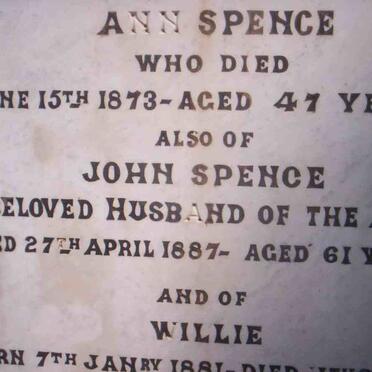 ANN SPENCE
WHO DIED
NE 15TH 1873- AGED 47 YE
ALSO OF
JOHN SPENCE
ELOVED HUSBAND OF THE A
D 27TH APRIL 1887- AGED 61 Y
AND OF
WILLIE
RN 7TH JANRY 1881-DIED